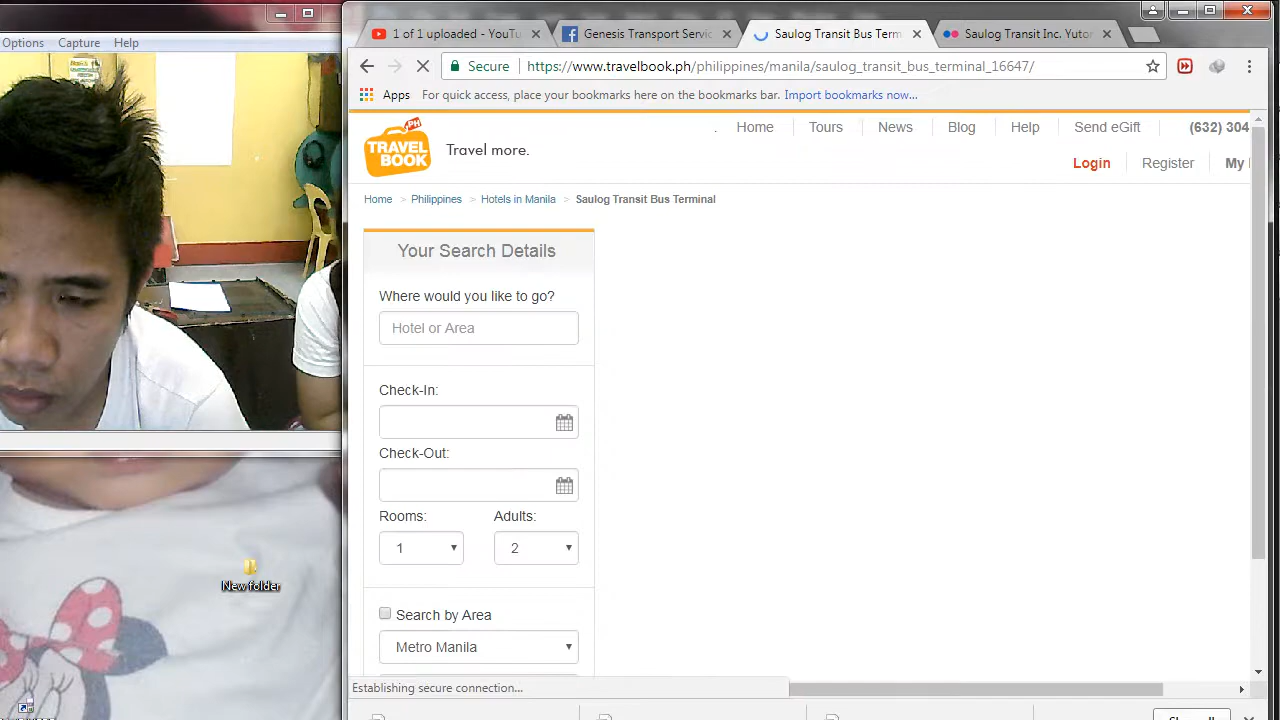 Options Capture Help
1 of 1 uploaded - YouTu
Genesis Transport Servic
Saulog Transit Bus Term
Saulog Transit Inc. Yuton
Secure
https://www.travelbook.ph/philippines/manila/saulog_transit_bus_terminal_16647/
Apps
For quick access, place your bookmarks here on the bookmarks bar. Import bookmarks now...
TRAVEL BOOK PH
Travel more.
Home Tours News Blog Help Send eGift (632) 304
Login Register My
Home > Philippines > Hotels in Manila > Saulog Transit Bus Terminal
Your Search Details
Where would you like to go?
Hotel or Area
Check-In:
Check-Out:
Rooms: Adults:
1 2
Search by Area
Metro Manila
New folder
Establishing secure connection...